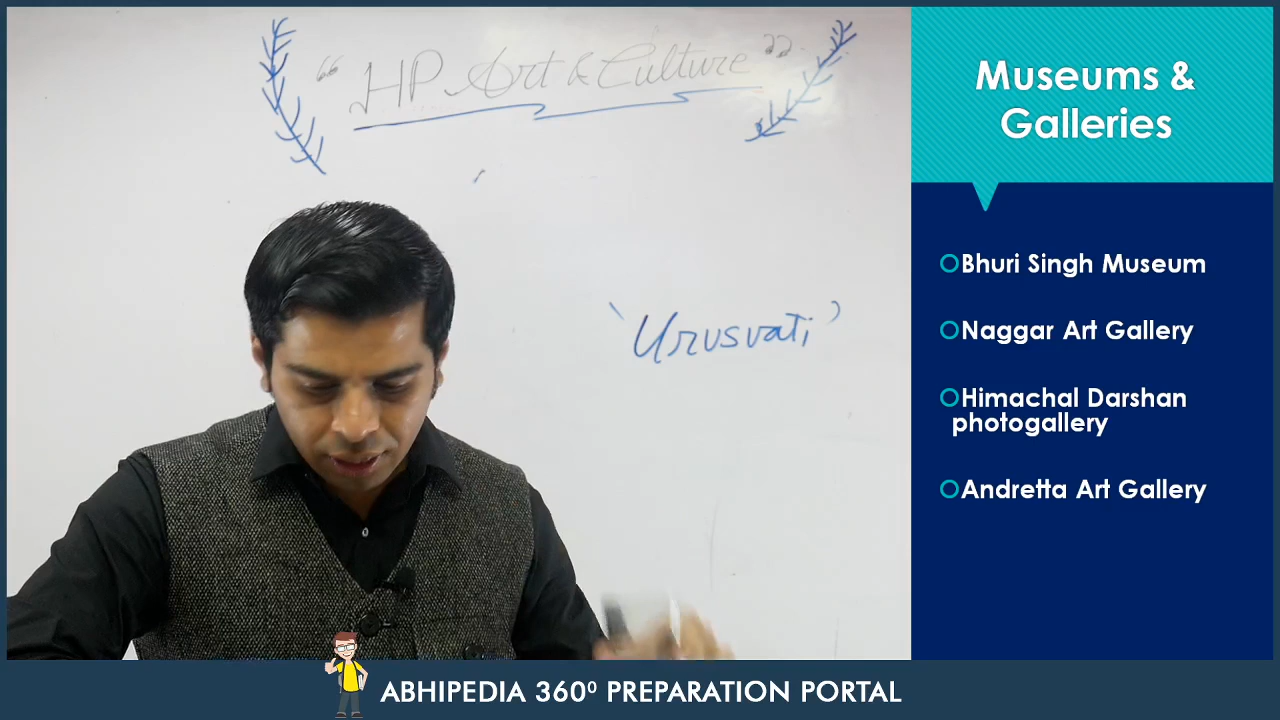 “HP Art & Culture”
'Urusvati'
Museums &
Galleries
Bhuri Singh Museum
Naggar Art Gallery
Himachal Darshan
photogallery
Andretta Art Gallery
ABHIPEDIA 360⁰ PREPARATION PORTAL